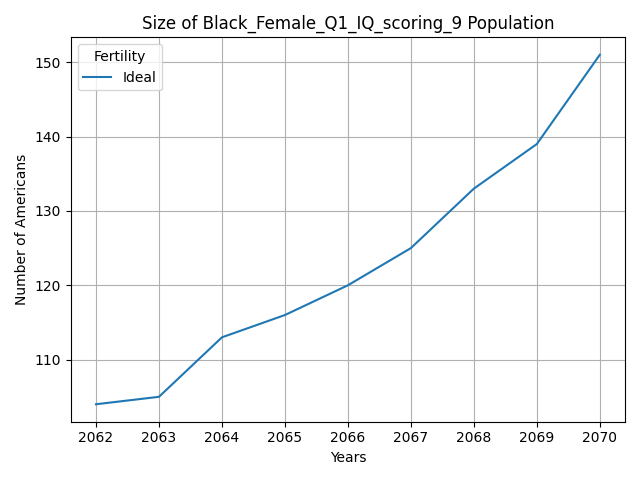 Size of Black_Female_Q1_IQ_scoring_9 Population
Fertility
Ideal
Number of Americans
150
140
130
120
110
2062 2063 2064 2065 2066 2067 2068 2069 2070
Years